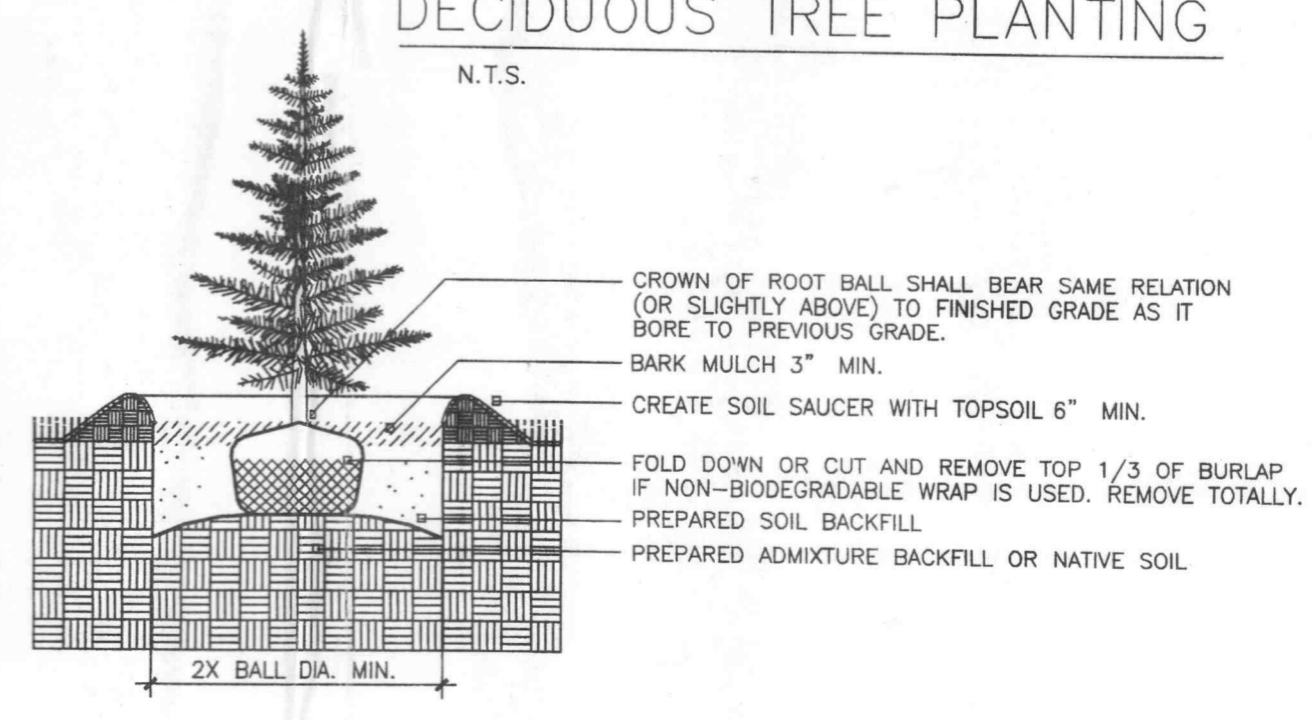 DECIDUOUS TREE PLANTING
N.T.S.
CROWN OF ROOT BALL SHALL BEAR SAME RELATION
(OR SLIGHTLY ABOVE) TO FINISHED GRADE AS IT
BORE TO PREVIOUS GRADE.
BARK MULCH 3" MIN.
CREATE SOIL SAUCER WITH TOPSOIL 6" MIN.
FOLD DOWN OR CUT AND REMOVE TOP 1/3 OF BURLAP
IF NON-BIODEGRADABLE WRAP IS USED. REMOVE TOTALLY.
PREPARED SOIL BACKFILL
PREPARED ADMIXTURE BACKFILL OR NATIVE SOIL
2X BALL DIA. MIN.